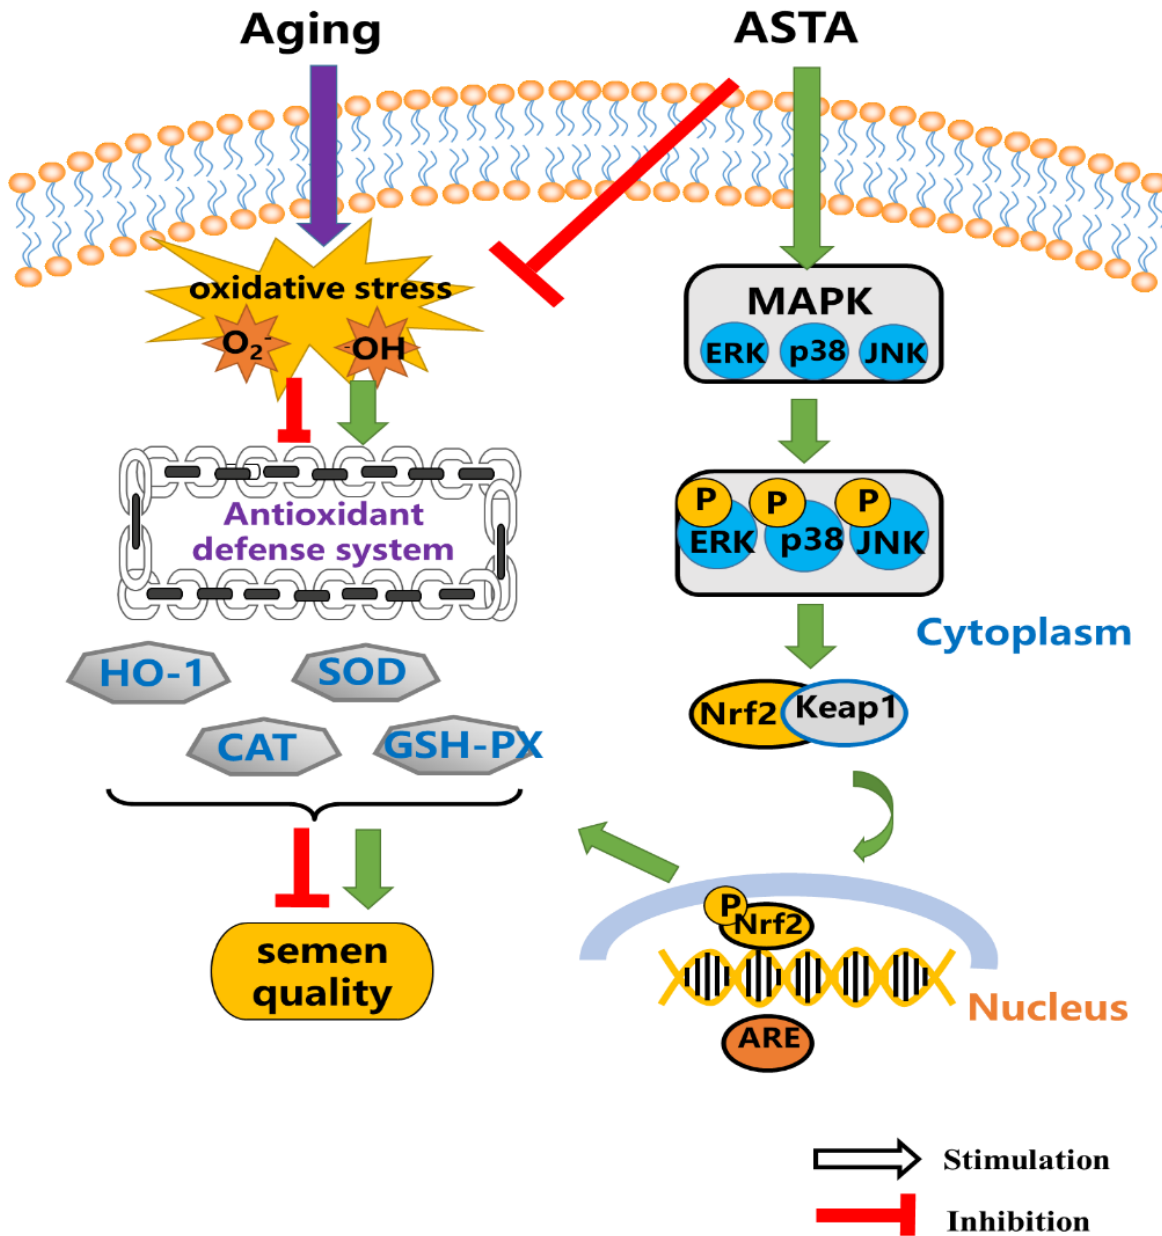 Aging
ASTA
oxidative stress
O₂⁻
⁻OH
MAPK
ERK p38 JNK
P P P
ERK p38 JNK
Antioxidant
defense system
Cytoplasm
HO-1 SOD
CAT GSH-PX
Nrf2 Keap1
semen
quality
P
Nrf2
ARE
Nucleus
Stimulation
Inhibition